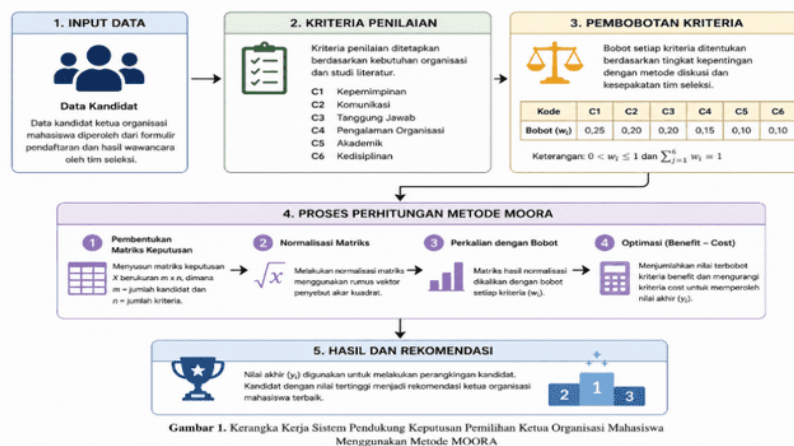 1. INPUT DATA
Data Kandidat
Data kandidat ketua organisasi
mahasiswa diperoleh dari formulir
pendaftaran dan hasil wawancara
oleh tim seleksi.
2. KRITERIA PENILAIAN
Kriteria penilaian ditetapkan
berdasarkan kebutuhan organisasi
dan studi literatur.
C1 Kepemimpinan
C2 Komunikasi
C3 Tanggung Jawab
C4 Pengalaman Organisasi
C5 Akademik
C6 Kedisiplinan
3. PEMBOBOTAN KRITERIA
Bobot setiap kriteria ditentukan
berdasarkan tingkat kepentingan
dengan metode diskusi dan
kesepakatan tim seleksi.
Kode C1 C2 C3 C4 C5 C6
Bobot (wᵢ) 0,25 0,20 0,20 0,15 0,10 0,10
Keterangan: 0 < wᵢ ≤ 1 dan ∑⁶ⱼ₌₁ wᵢ = 1
4. PROSES PERHITUNGAN METODE MOORA
1 Pembentukan
Matriks Keputusan
Menyusun matriks keputusan
X berukuran m x n, dimana
m = jumlah kandidat dan
n = jumlah kriteria.
2 Normalisasi Matriks
√x
Melakukan normalisasi matriks
menggunakan rumus vektor
penyebut akar kuadrat.
3 Perkalian dengan Bobot
Matriks hasil normalisasi
dikalikan dengan bobot
setiap kriteria (wᵢ).
4 Optimasi (Benefit – Cost)
Menjumlahkan nilai terbobot
kriteria benefit dan mengurangi
kriteria cost untuk memperoleh
nilai akhir (yᵢ).
5. HASIL DAN REKOMENDASI
Nilai akhir (yᵢ) digunakan untuk melakukan perangkingan kandidat.
Kandidat dengan nilai tertinggi menjadi rekomendasi ketua organisasi
mahasiswa terbaik.
2 1 3
Gambar 1. Kerangka Kerja Sistem Pendukung Keputusan Pemilihan Ketua Organisasi Mahasiswa
Menggunakan Metode MOORA